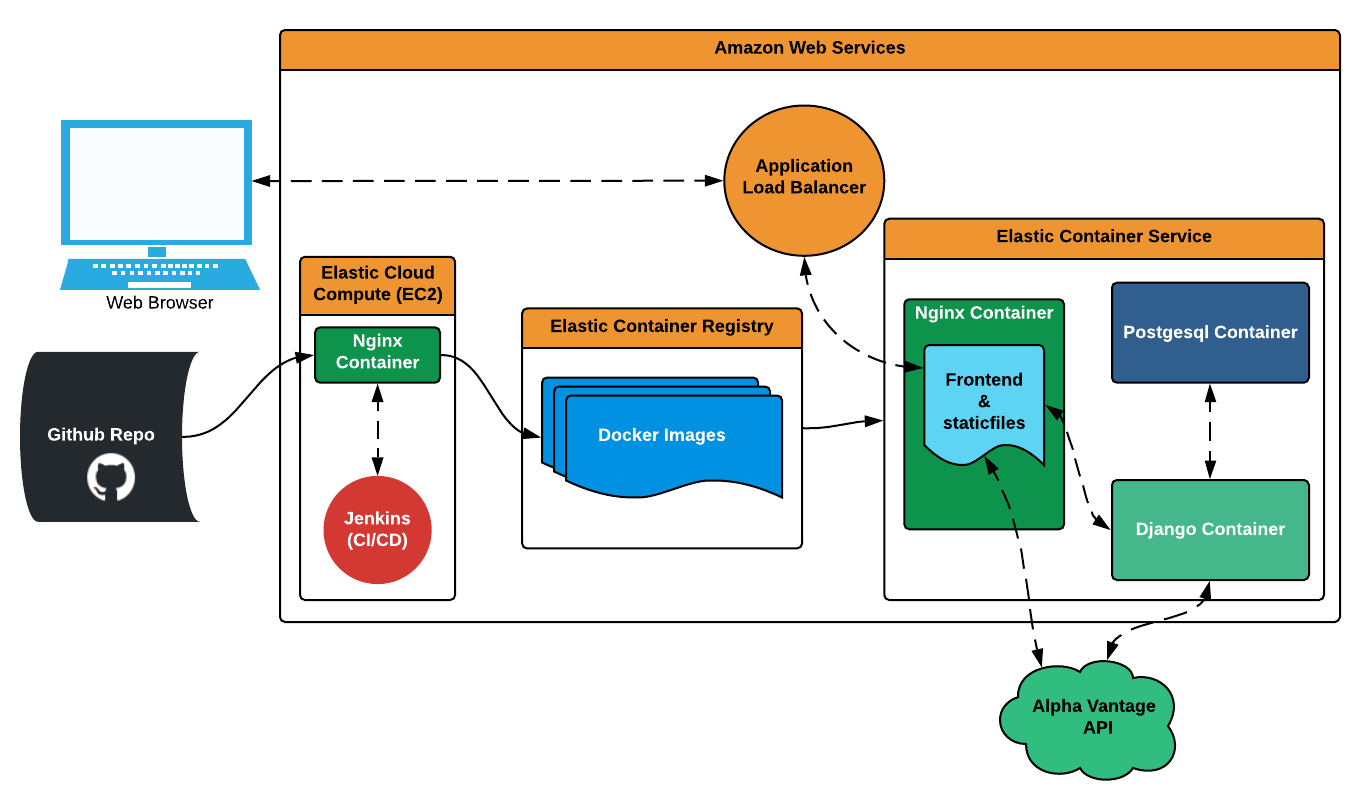 Amazon Web Services
Application
Load Balancer
Web Browser
Elastic Cloud
Compute (EC2)
Nginx
Container
Jenkins
(CI/CD)
Github Repo
Elastic Container Registry
Docker Images
Elastic Container Service
Nginx Container
Frontend
&
staticfiles
Postgesql Container
Django Container
Alpha Vantage
API